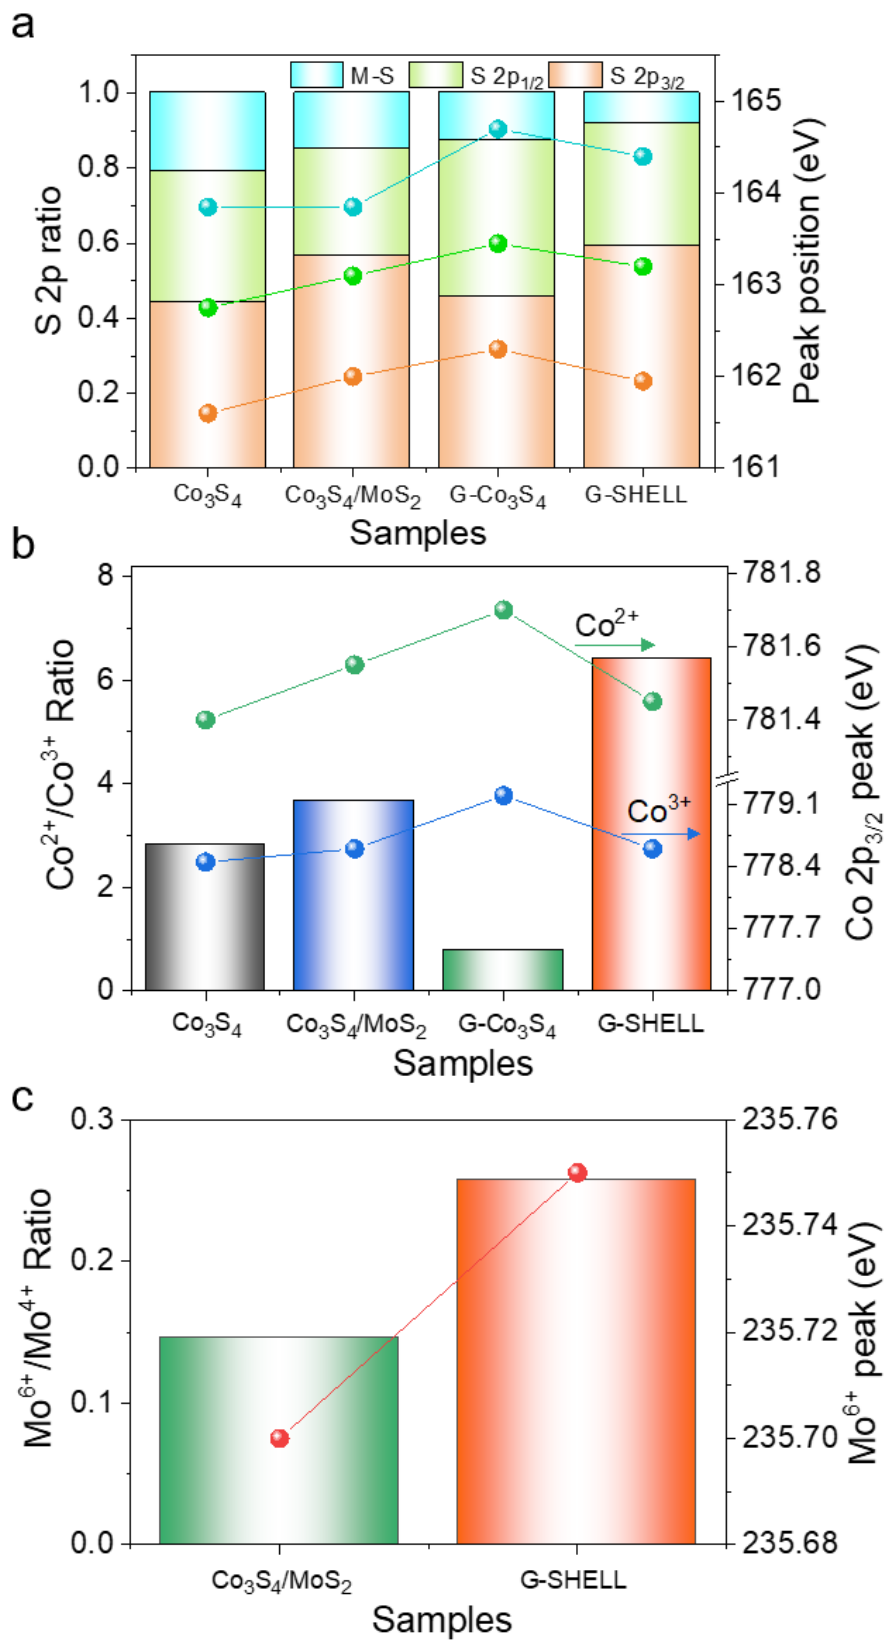 a
M-S S 2p1/2 S 2p3/2
1.0
0.8
0.6
0.4
0.2
0.0
S 2p ratio
165
164
163
162
161
Peak position (eV)
Co3S4 Co3S4/MoS2 G-Co3S4 G-SHELL
Samples
b
8
6
4
2
0
Co2+/Co3+ Ratio
Co2+
Co3+
781.8
781.6
781.4
779.1
778.4
777.7
777.0
Co 2p3/2 peak (eV)
Co3S4 Co3S4/MoS2 G-Co3S4 G-SHELL
Samples
c
0.3
0.2
0.1
0.0
Mo6+/Mo4+ Ratio
235.76
235.74
235.72
235.70
235.68
Mo6+ peak (eV)
Co3S4/MoS2 G-SHELL
Samples